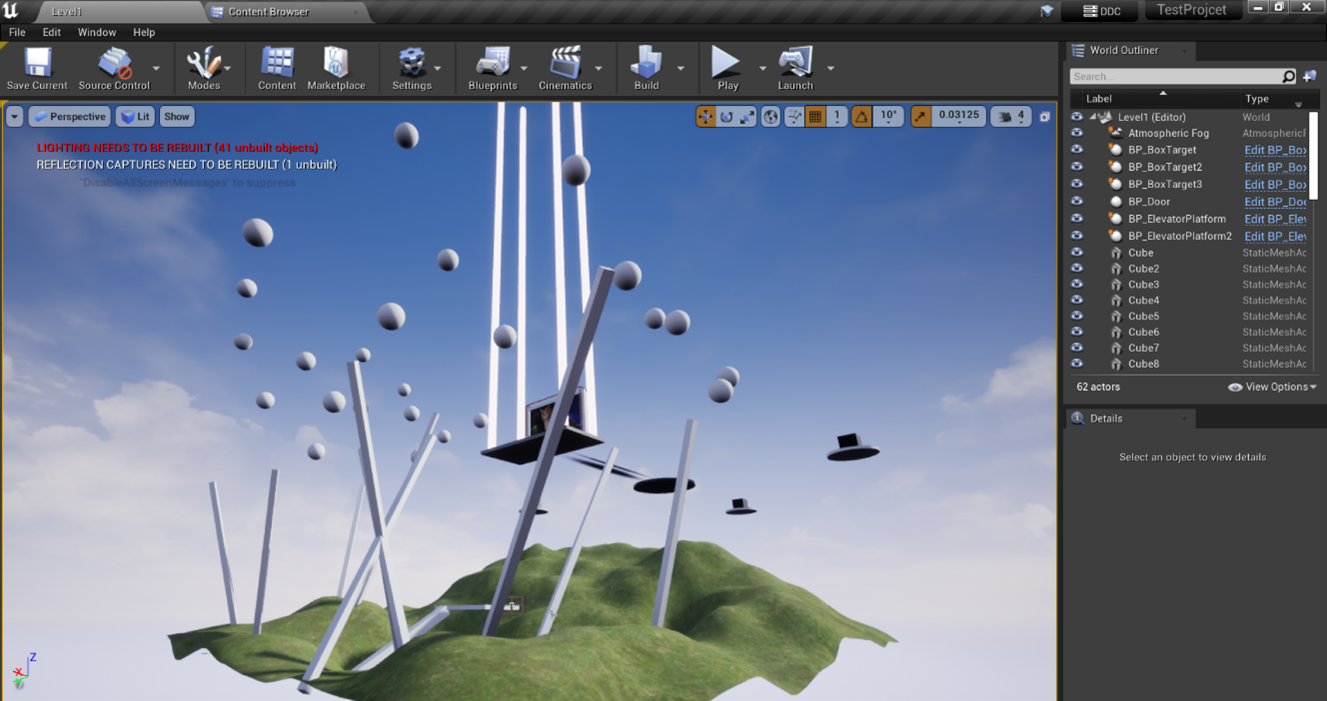 Level1
Content Browser
DDC
TestProjcet
File Edit Window Help
Save Current
Source Control
Modes
Content
Marketplace
Settings
Blueprints
Cinematics
Build
Play
Launch
Perspective
Lit
Show
1
10°
0.03125
4
LIGHTING NEEDS TO BE REBUILT (41 unbuilt objects)
REFLECTION CAPTURES NEED TO BE REBUILT (1 unbuilt)
'DisableAllScreenMessages' to suppress
Z
X
Y
World Outliner
Search...
Label Type
Level1 (Editor) World
Atmospheric Fog AtmosphericF
BP_BoxTarget Edit BP_Box
BP_BoxTarget2 Edit BP_Box
BP_BoxTarget3 Edit BP_Box
BP_Door Edit BP_Doo
BP_ElevatorPlatform Edit BP_Elev
BP_ElevatorPlatform2 Edit BP_Elev
Cube StaticMeshAc
Cube2 StaticMeshAc
Cube3 StaticMeshAc
Cube4 StaticMeshAc
Cube5 StaticMeshAc
Cube6 StaticMeshAc
Cube7 StaticMeshAc
Cube8 StaticMeshAc
62 actors
View Options
Details
Select an object to view details.